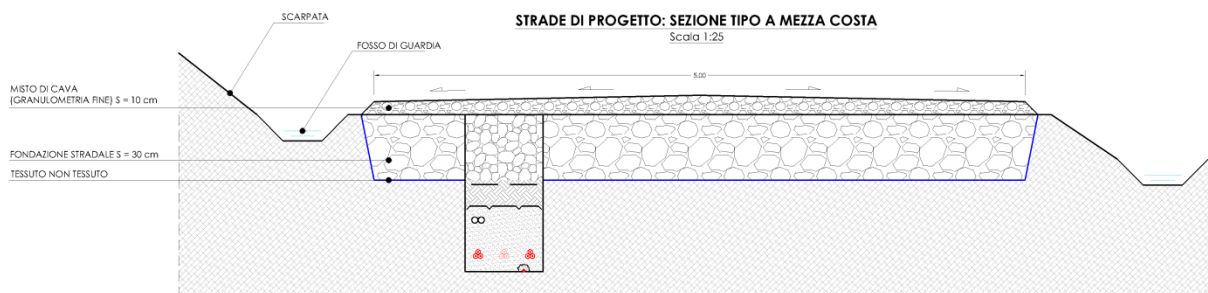 STRADE DI PROGETTO: SEZIONE TIPO A MEZZA COSTA
Scala 1:25
SCARPATA
FOSSO DI GUARDIA
5.00
MISTO DI CAVA
(GRANULOMETRIA FINE) S = 10 cm
FONDAZIONE STRADALE S = 30 cm
TESSUTO NON TESSUTO